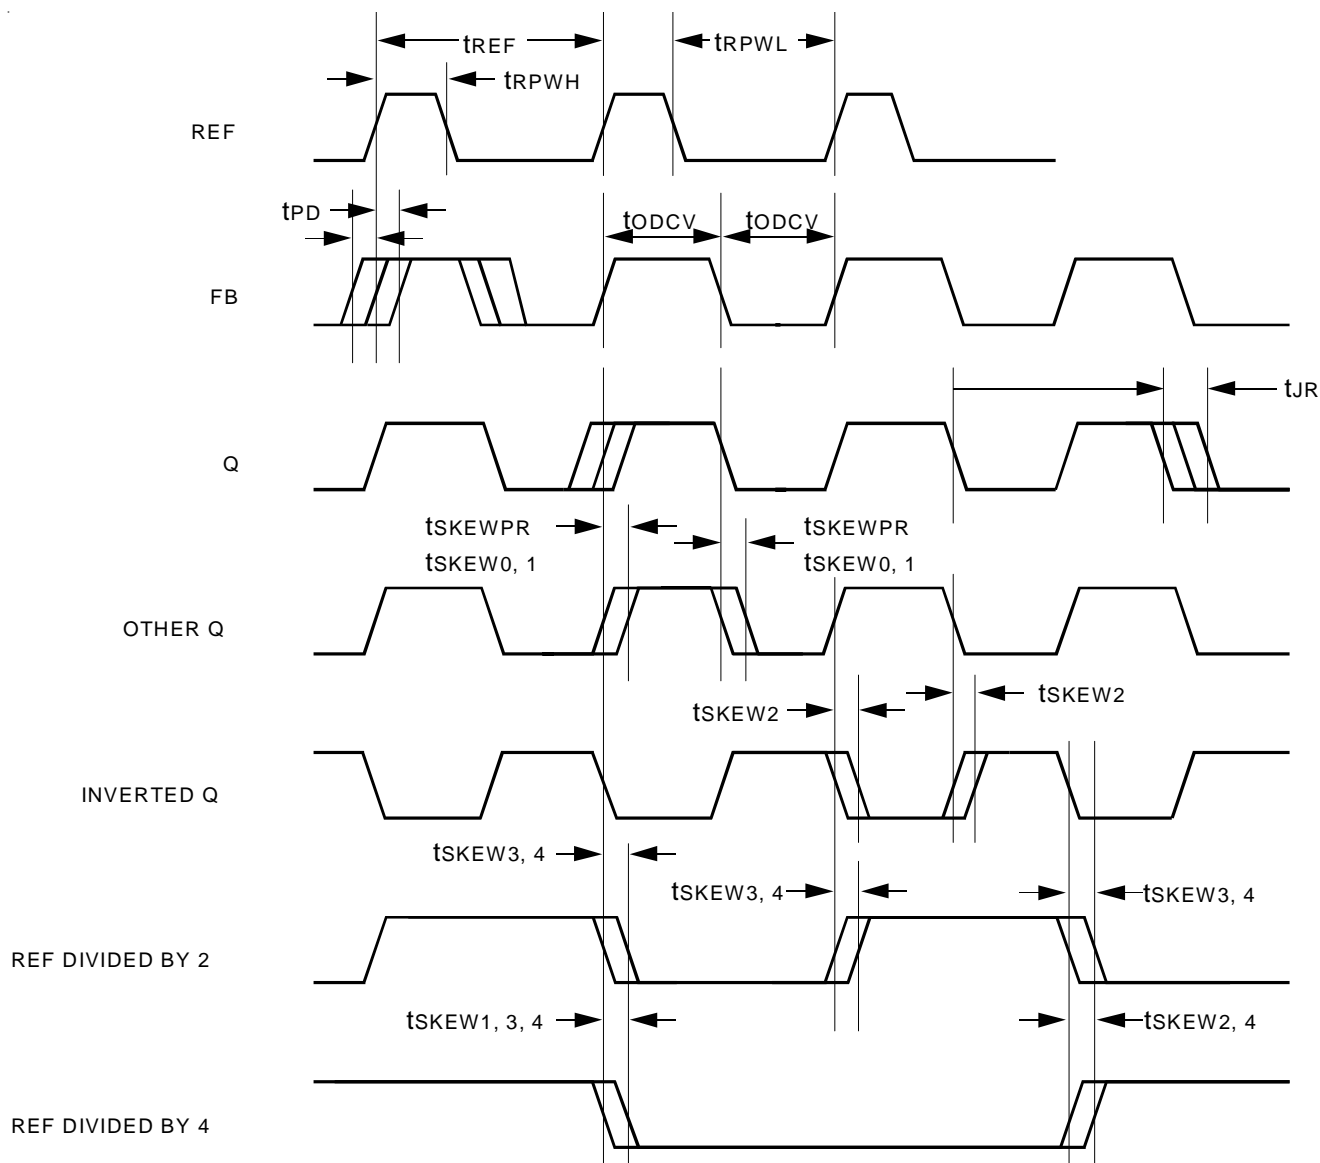 tREF
tRPWL
tRPWH
REF
tPD
tODCV
tODCV
FB
tJR
Q
tSKEWPR
tSKEW0, 1
tSKEWPR
tSKEW0, 1
OTHER Q
tSKEW2
tSKEW2
INVERTED Q
tSKEW3, 4
tSKEW3, 4
tSKEW3, 4
REF DIVIDED BY 2
tSKEW1, 3, 4
tSKEW2, 4
REF DIVIDED BY 4